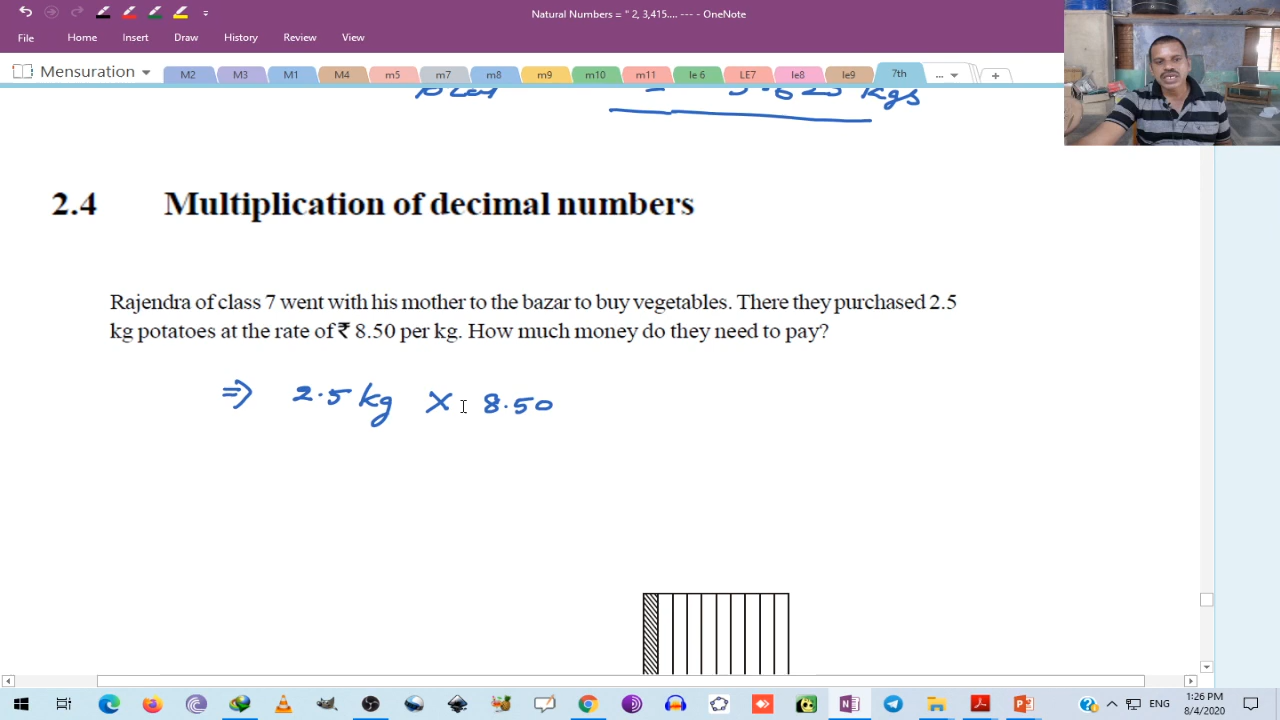 Natural Numbers = " 2, 3,415.... --- - OneNote
File Home Insert Draw History Review View
Mensuration M2 M3 M1 M4 m5 m7 m8 m9 m10 m11 le 6 LE7 le8 le9 7th ... +
= 3.625 kgs
2.4 Multiplication of decimal numbers
Rajendra of class 7 went with his mother to the bazar to buy vegetables. There they purchased 2.5
kg potatoes at the rate of ₹ 8.50 per kg. How much money do they need to pay?
⇒ 2.5 kg × 8.50
1:26 PM
ENG
8/4/2020